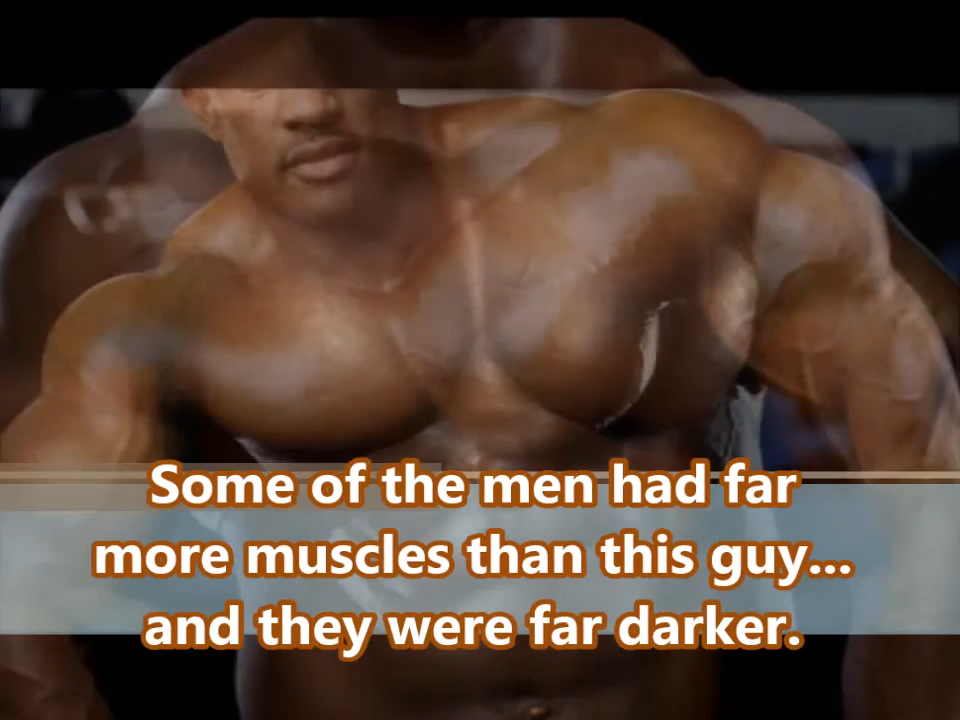 Some of the men had far
more muscles than this guy...
and they were far darker.